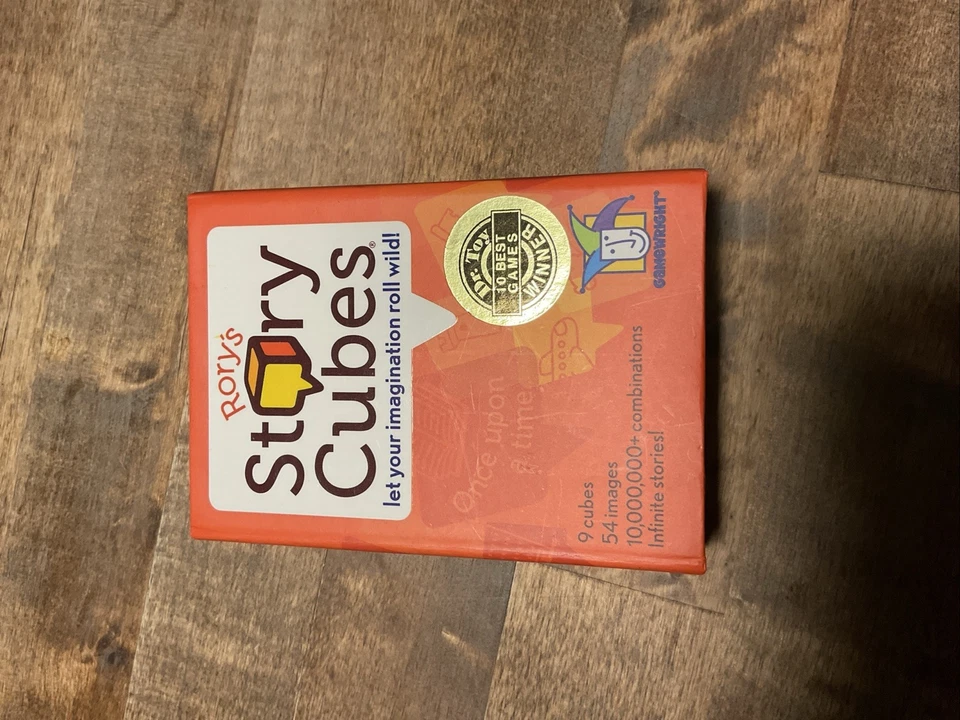 Rory's
Story
Cubes®
let your imagination roll wild!
Once upon
a time...
Dr. Toy
10 BEST
GAMES
WINNER
GAMEWRIGHT®
9 cubes
54 images
10,000,000+ combinations
Infinite stories!